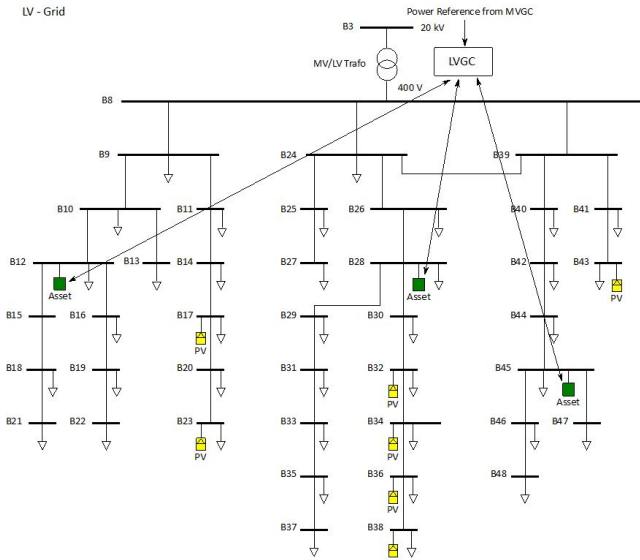 LV - Grid
Power Reference from MVGC
B3
20 kV
MV/LV Trafo
LVGC
400 V
B8
B9
B24
B39
B10
B11
B25
B26
B40
B41
B12
B13
B14
B27
B28
B42
B43
Asset
Asset
PV
B15
B16
B17
B29
B30
B44
PV
B18
B19
B20
B31
B32
B45
PV
Asset
B21
B22
B23
B33
B34
B46
B47
PV
PV
B35
B36
B48
PV
B37
B38